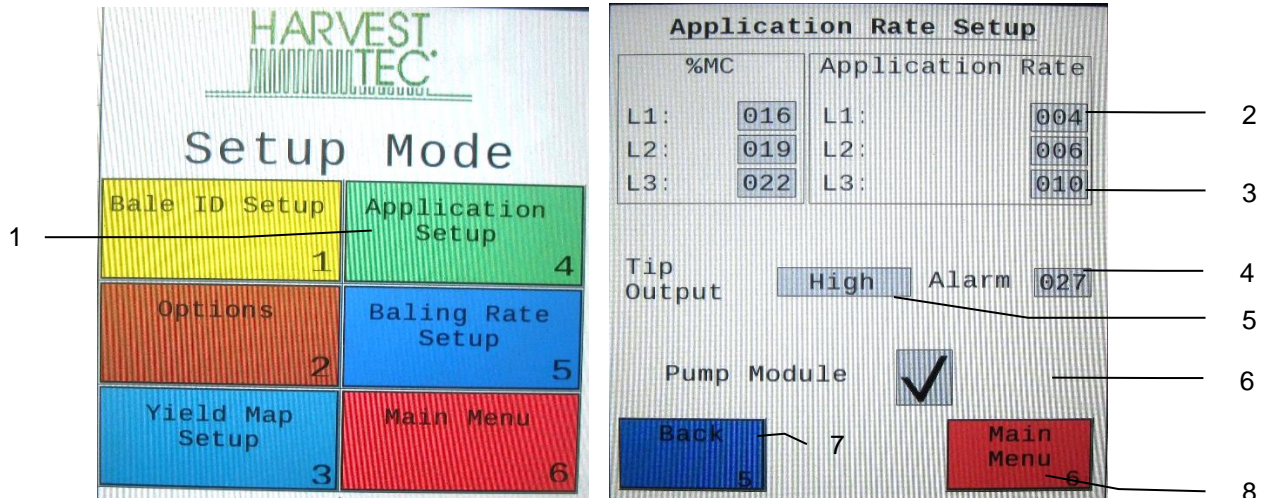 HARVEST
TEC
Setup Mode
Bale ID Setup
1
Application
Setup
4
Options
2
Baling Rate
Setup
5
Yield Map
Setup
3
Main Menu
6
1
Application Rate Setup
%MC
Application Rate
L1: 016 L1: 004
L2: 019 L2: 006
L3: 022 L3: 010
Tip
Output
High
Alarm 027
Pump Module
Back
5
Main
Menu
6
2
3
4
5
6
7
8